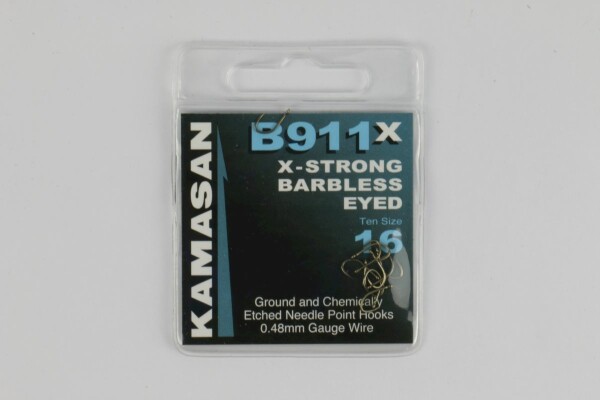 KAMASAN
B911X
X-STRONG
BARBLESS
EYED
Ten Size
16
Ground and Chemically
Etched Needle Point Hooks
0.48mm Gauge Wire